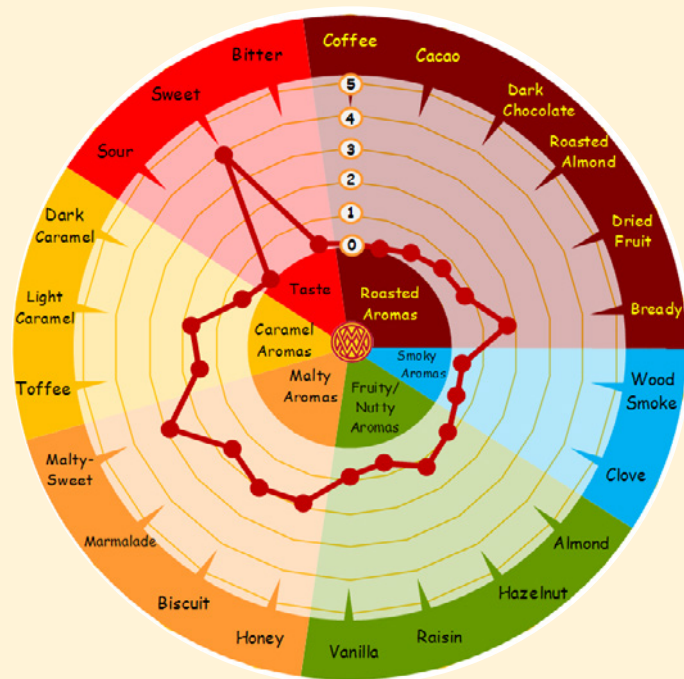 Coffee
Cacao
Dark
Chocolate
Roasted
Almond
Dried
Fruit
Bready
Wood
Smoke
Clove
Almond
Hazelnut
Raisin
Vanilla
Honey
Biscuit
Marmalade
Malty-
Sweet
Toffee
Light
Caramel
Dark
Caramel
Sour
Sweet
Bitter
5
4
3
2
1
0
Taste
Roasted
Aromas
Smoky
Aromas
Fruity/
Nutty
Aromas
Malty
Aromas
Caramel
Aromas